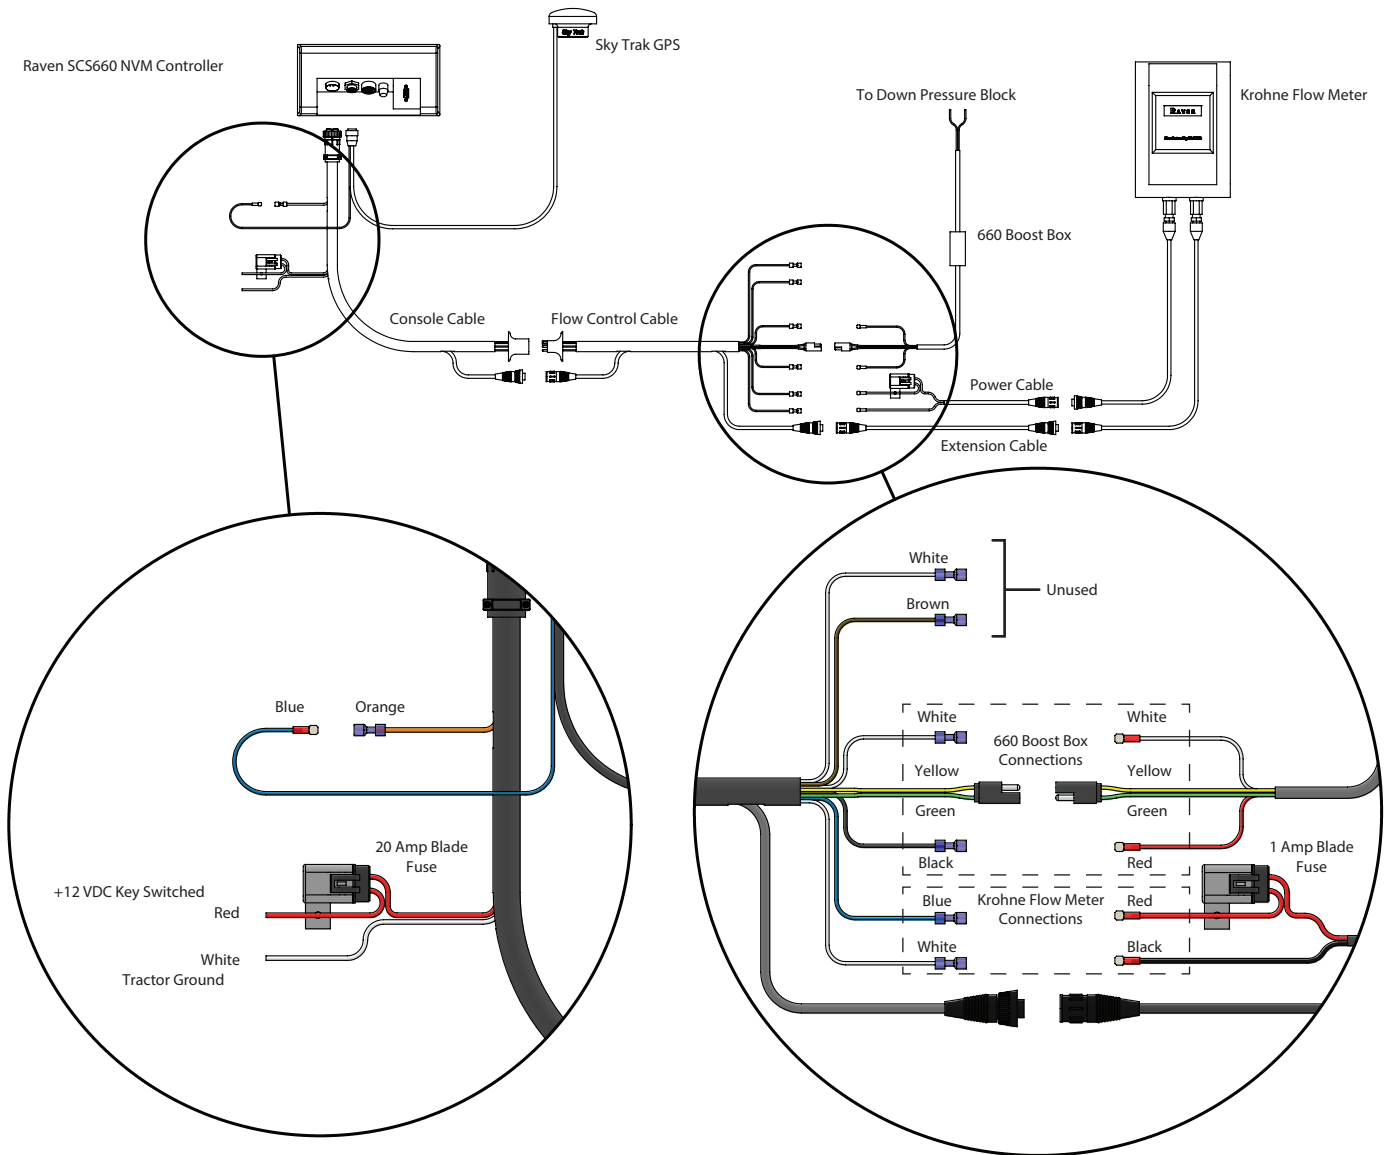 Sky Trak
Sky Trak GPS
Raven SCS660 NVM Controller
To Down Pressure Block
Krohne Flow Meter
RAVEN
660 Boost Box
Console Cable
Flow Control Cable
Power Cable
Extension Cable
White
Brown
Unused
Blue
Orange
White
660 Boost Box
Connections
White
Yellow
Yellow
Green
Green
Black
Red
20 Amp Blade
Fuse
1 Amp Blade
Fuse
+12 VDC Key Switched
Red
White
Tractor Ground
Blue
Krohne Flow Meter
Connections
Red
White
Black